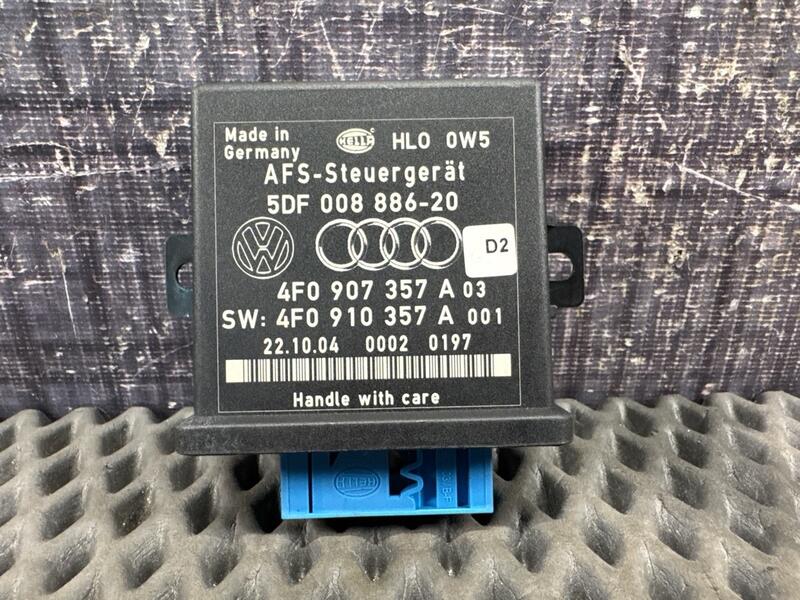 Made in
Germany
HELLA
HLO 0W5
AFS-Steuergerät
5DF 008 886-20
D2
4F0 907 357 A 03
SW: 4F0 910 357 A 001
22.10.04 0002 0197
Handle with care
HELLA